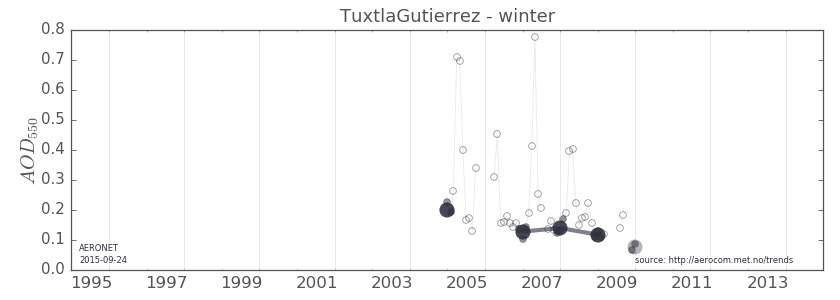 TuxtlaGutierrez - winter
0.8
0.7
0.6
0.5
0.4
0.3
0.2
0.1
0.0
AOD550
AERONET
2015-09-24
source: http://aerocom.met.no/trends
1995 1997 1999 2001 2003 2005 2007 2009 2011 2013